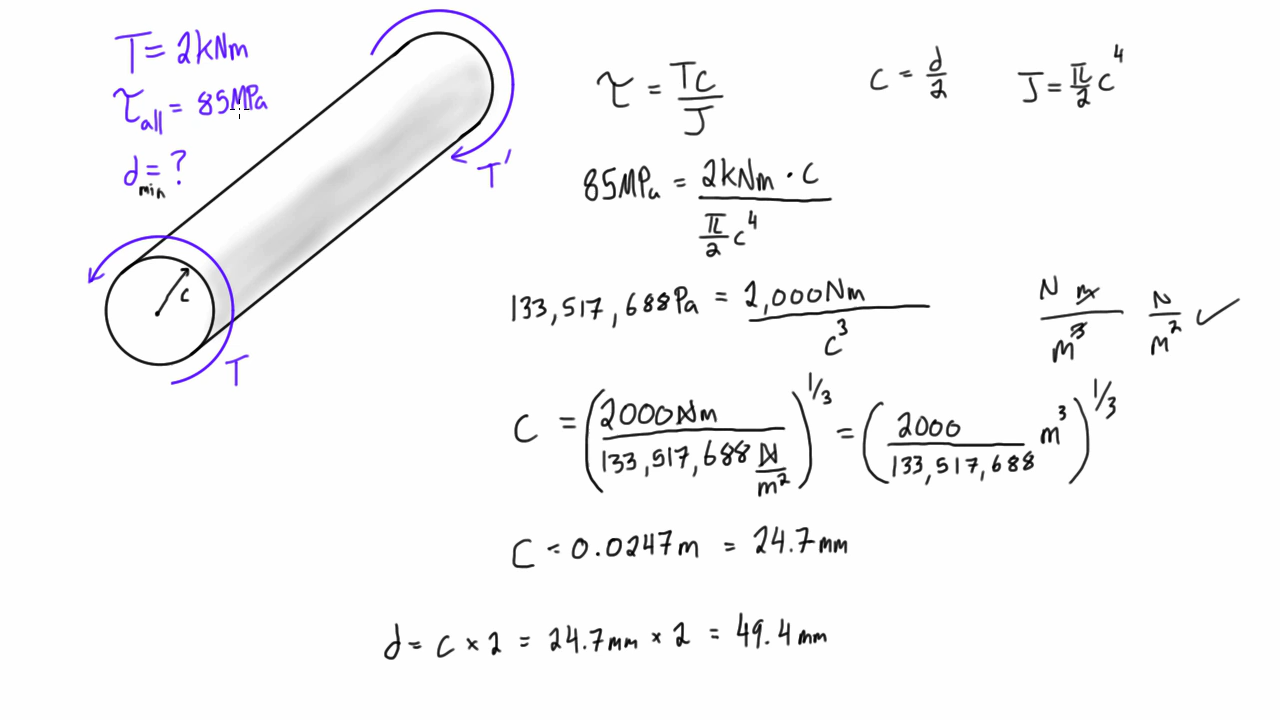 T = 2kNm
τall = 85MPa
dmin = ?
T'
c
T
τ = Tc/J
c = d/2
J = π/2 c⁴
85MPa = 2kNm · c / π/2 c⁴
133,517,688Pa = 2,000Nm / c³
N m / m³ N/m² ✓
C = (2000Nm / 133,517,688 N/m²)^1/3 = (2000 / 133,517,688 m³)^1/3
C = 0.0247m = 24.7mm
d = c × 2 = 24.7mm × 2 = 49.4mm